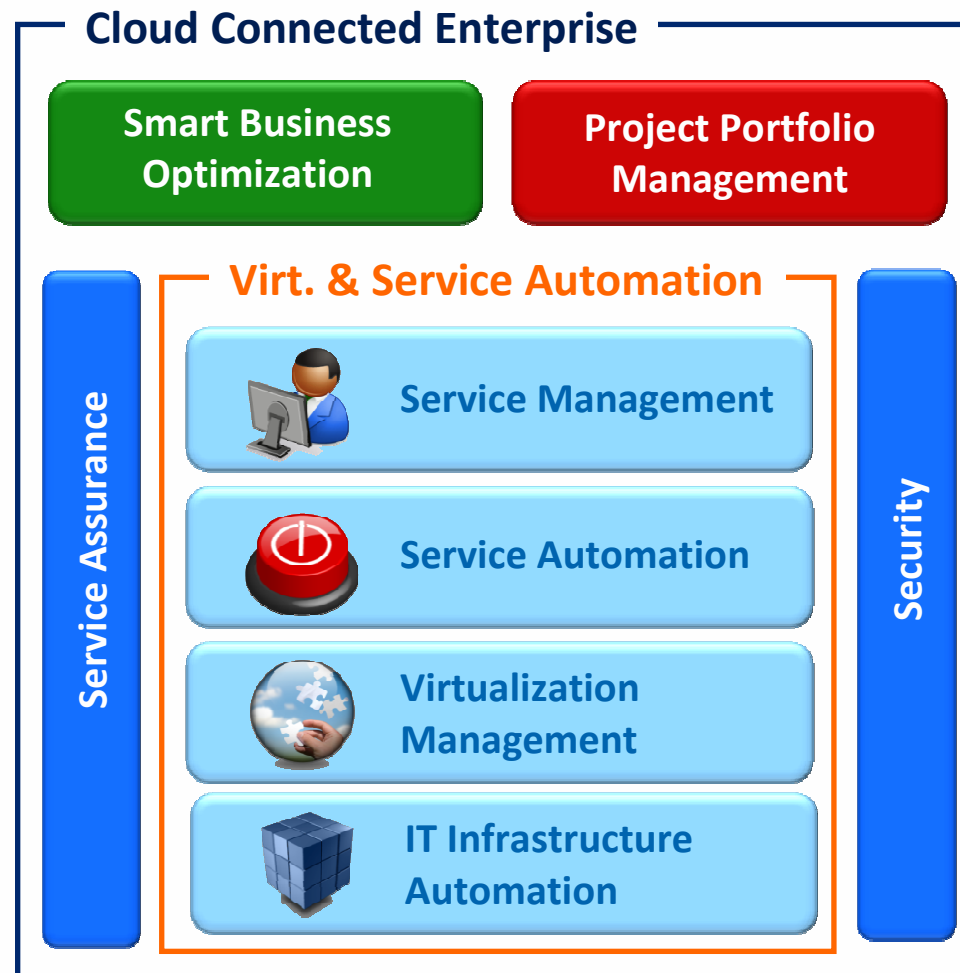 Cloud Connected Enterprise
Smart Business
Optimization
Project Portfolio
Management
Virt. & Service Automation
Service Assurance
Service Management
Service Automation
Virtualization
Management
IT Infrastructure
Automation
Security